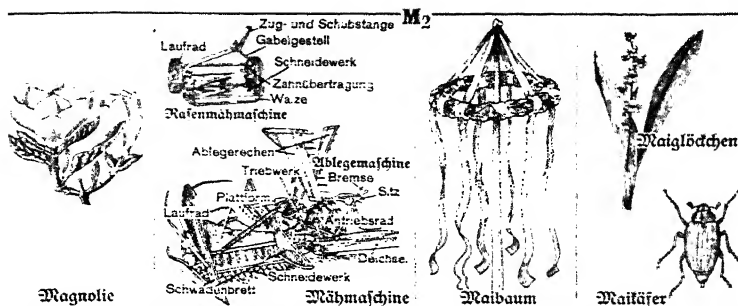 M₂
Zug- und Schubstange
Gabelgestell
Laufrad
Schneidewerk
Zahnübertragung
Walze
Rasenmähmaschine
Ablegerechen
Ablegemaschine
Triebwerk
Bremse
Sitz
Plattform
Laufrad
Antriebsrad
Deichsel
Schneidewerk
Schwadenbrett
Magnolie
Mähmaschine
Maibaum
Maiglöckchen
Maikäfer